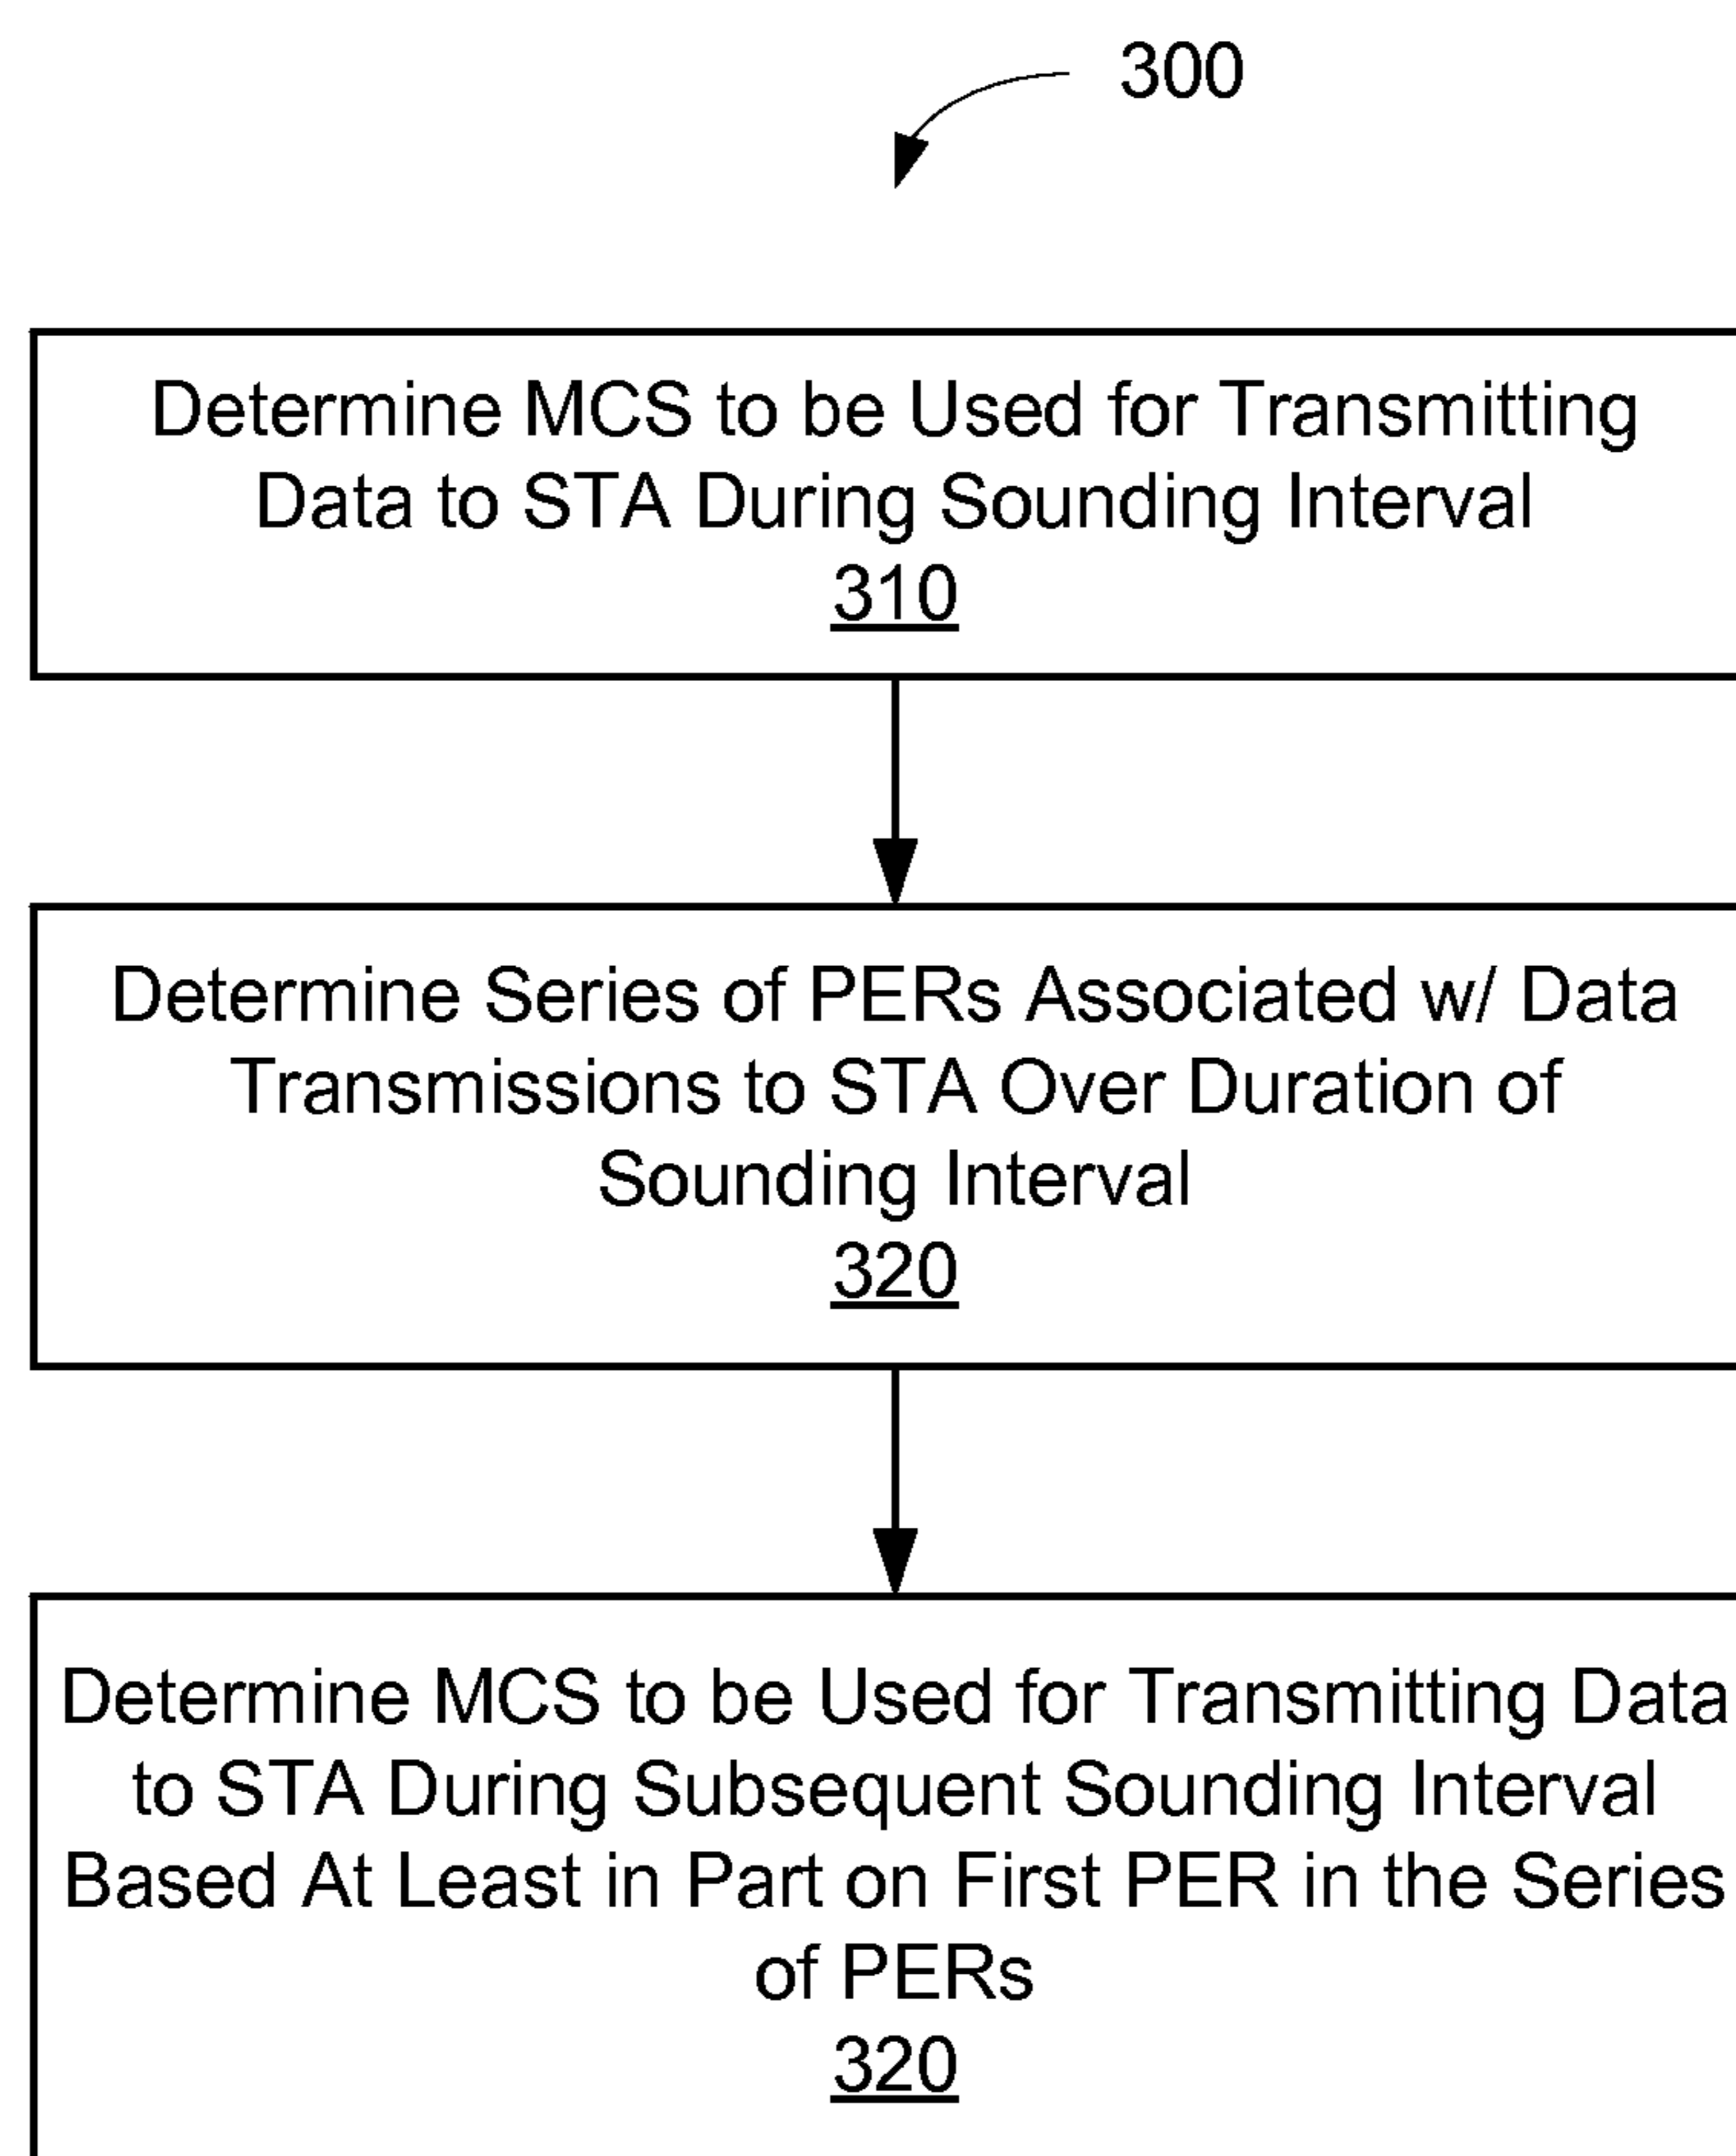 300
Determine MCS to be Used for Transmitting
Data to STA During Sounding Interval
310
Determine Series of PERs Associated w/ Data
Transmissions to STA Over Duration of
Sounding Interval
320
Determine MCS to be Used for Transmitting Data
to STA During Subsequent Sounding Interval
Based At Least in Part on First PER in the Series
of PERs
320